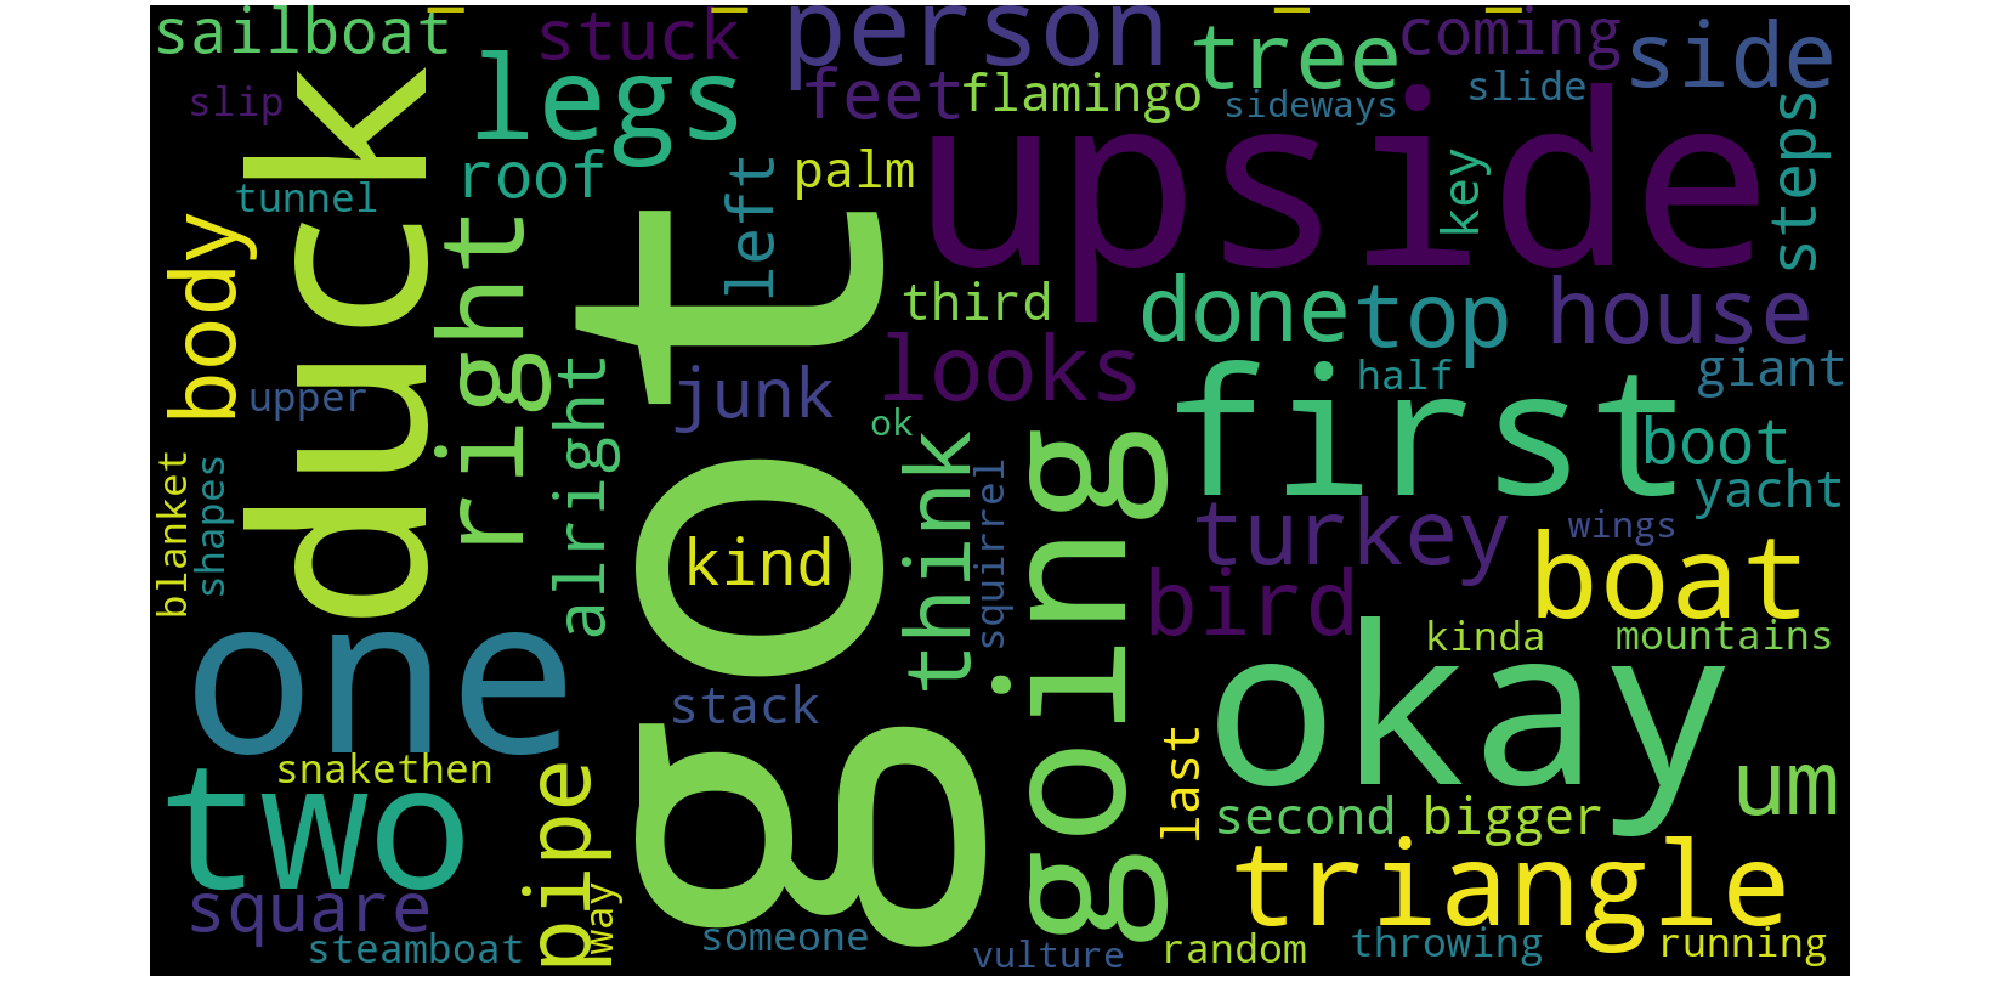 sailboat
stuck
person
tree
coming
side
slip
legs
feet
flamingo
sideways
slide
duck
upside
tunnel
roof
left
palm
key
steps
body
right
got
third
done
top
house
upper
alright
junk
looks
half
giant
ok
first
boot
blanket
shapes
think
squirrel
going
turkey
wings
yacht
kind
bird
boat
one
kinda
mountains
stack
okay
snakethen
two
pipe
last
um
second
bigger
square
way
triangle
steamboat
someone
vulture
random
throwing
running